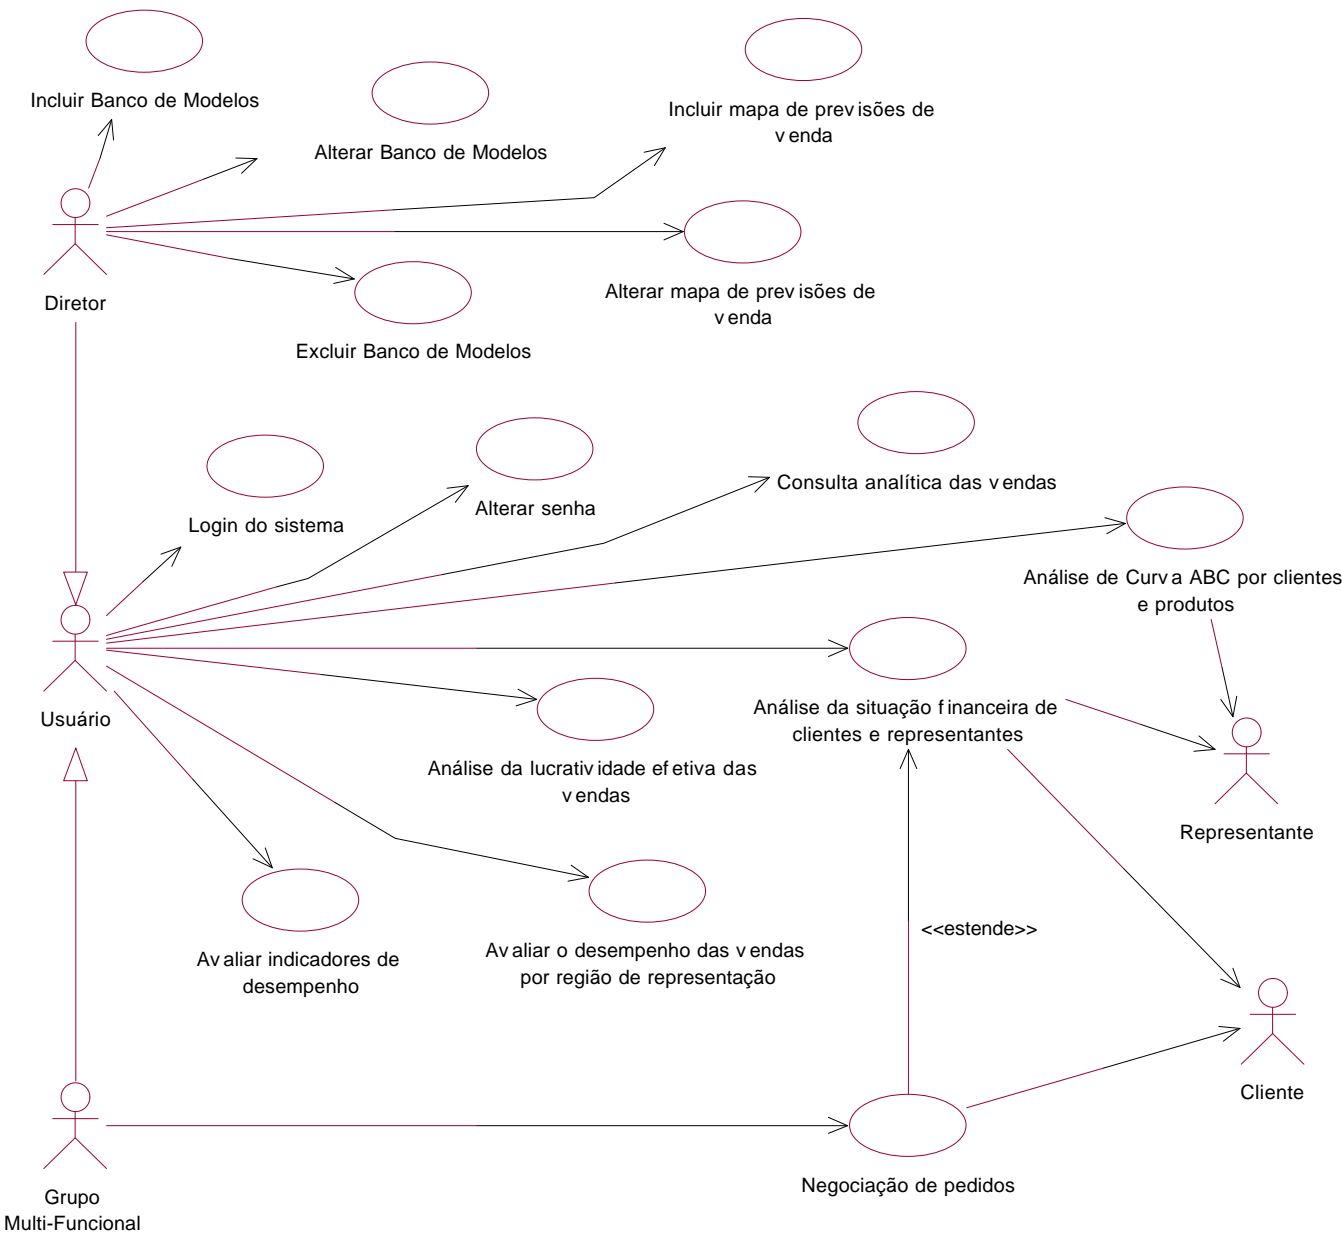 Incluir Banco de Modelos
Alterar Banco de Modelos
Incluir mapa de previsões de
venda
Diretor
Alterar mapa de previsões de
venda
Excluir Banco de Modelos
Login do sistema
Alterar senha
Consulta analítica das vendas
Análise de Curva ABC por clientes
e produtos
Usuário
Análise da situação financeira de
clientes e representantes
Análise da lucratividade efetiva das
vendas
Representante
Avaliar indicadores de
desempenho
Avaliar o desempenho das vendas
por região de representação
<<estende>>
Cliente
Grupo
Multi-Funcional
Negociação de pedidos